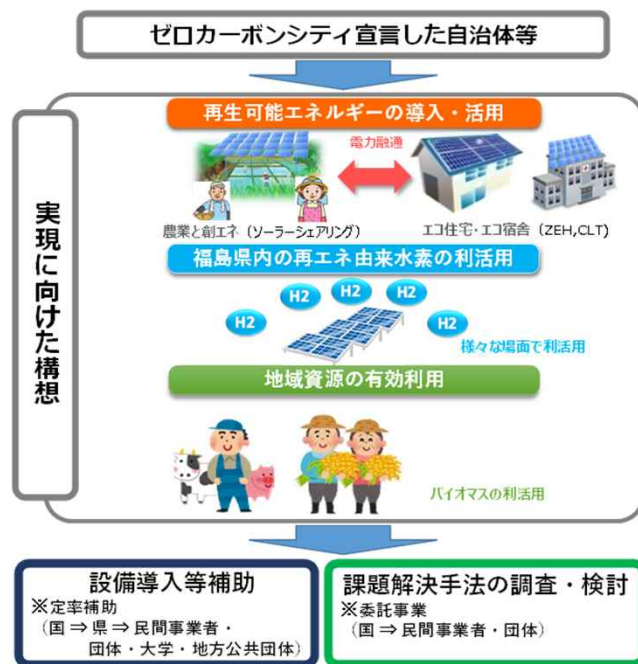 ゼロカーボンシティ宣言した自治体等
実現に向けた構想
再生可能エネルギーの導入・活用
電力融通
農業と創エネ（ソーラーシェアリング）
エコ住宅・エコ宿舎（ZEH,CLT）
福島県内の再エネ由来水素の利活用
H2
H2
H2
H2
H2
様々な場面で利活用
地域資源の有効利用
バイオマスの利活用
設備導入等補助
※定率補助
（国⇒県⇒民間事業者・
団体・大学・地方公共団体）
課題解決手法の調査・検討
※委託事業
（国⇒民間事業者・団体）